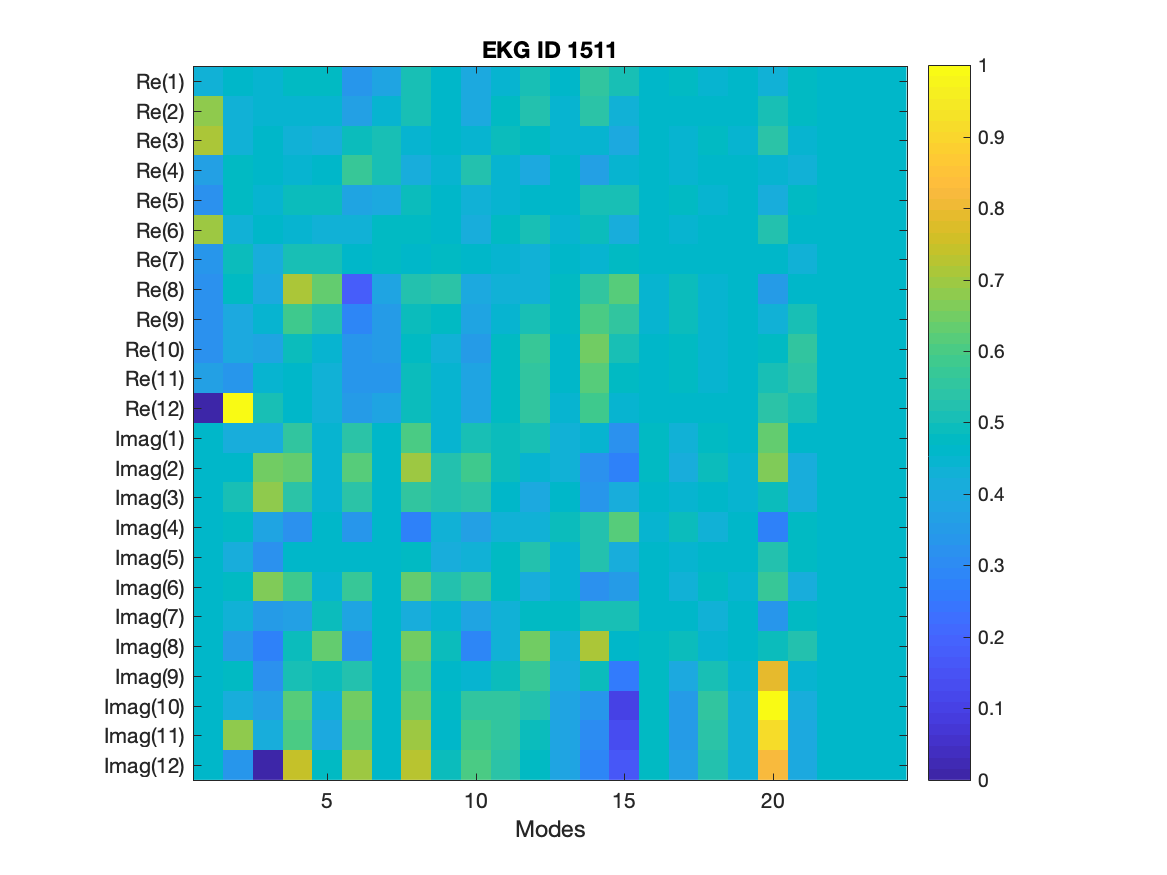 EKG ID 1511
Re(1)
Re(2)
Re(3)
Re(4)
Re(5)
Re(6)
Re(7)
Re(8)
Re(9)
Re(10)
Re(11)
Re(12)
Imag(1)
Imag(2)
Imag(3)
Imag(4)
Imag(5)
Imag(6)
Imag(7)
Imag(8)
Imag(9)
Imag(10)
Imag(11)
Imag(12)
5 10 15 20
Modes
1
0.9
0.8
0.7
0.6
0.5
0.4
0.3
0.2
0.1
0